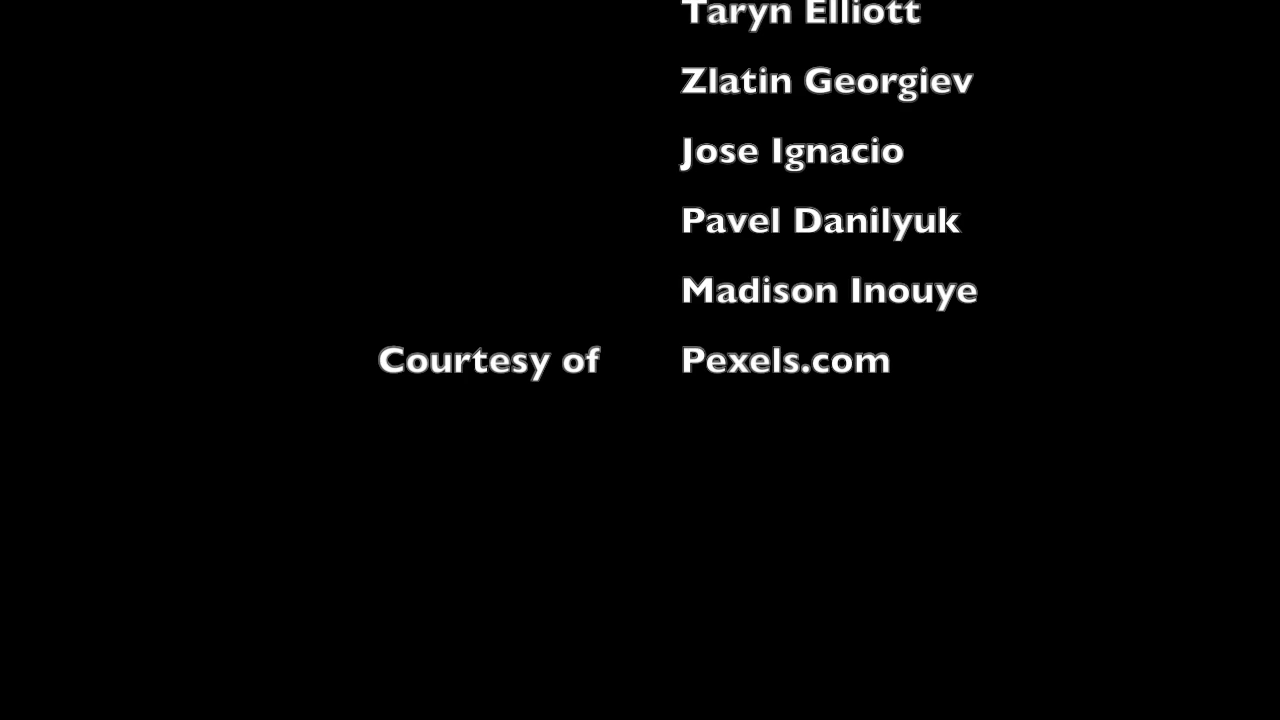 Taryn Elliott
Zlatin Georgiev
Jose Ignacio
Pavel Danilyuk
Madison Inouye
Courtesy of Pexels.com